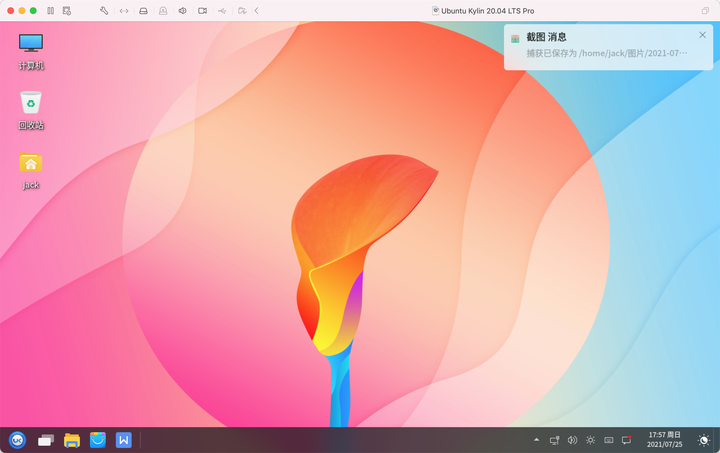 Ubuntu Kylin 20.04 LTS Pro
截图 消息
捕获已保存为 /home/jack/图片/2021-07…
计算机
回收站
jack
17:57 周日
2021/07/25